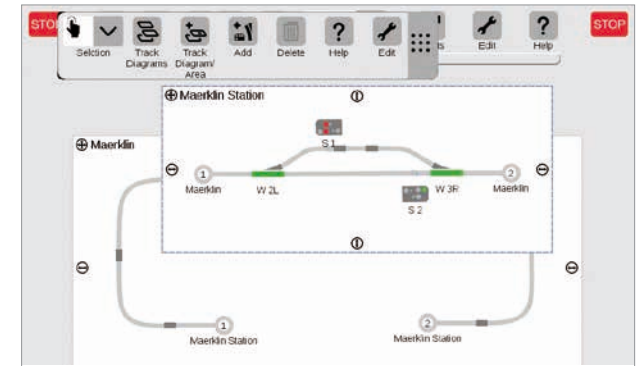 STOP
Selction
Track Diagrams
Track Diagram/ Area
Add
Delete
Help
Edit
Edit
Help
STOP
Maerklin Station
S 1
Maerklin
1
2
Maerklin
W 2L
W 3R
Maerklin
S 2
1
2
Maerklin Station
Maerklin Station